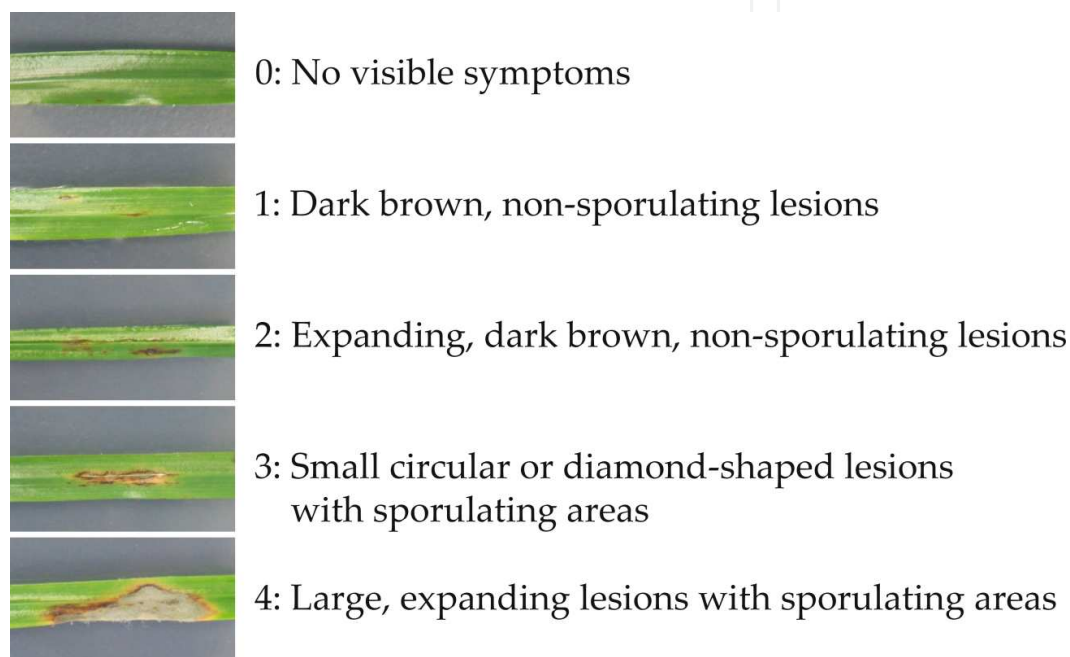 0: No visible symptoms
1: Dark brown, non-sporulating lesions
2: Expanding, dark brown, non-sporulating lesions
3: Small circular or diamond-shaped lesions
with sporulating areas
4: Large, expanding lesions with sporulating areas